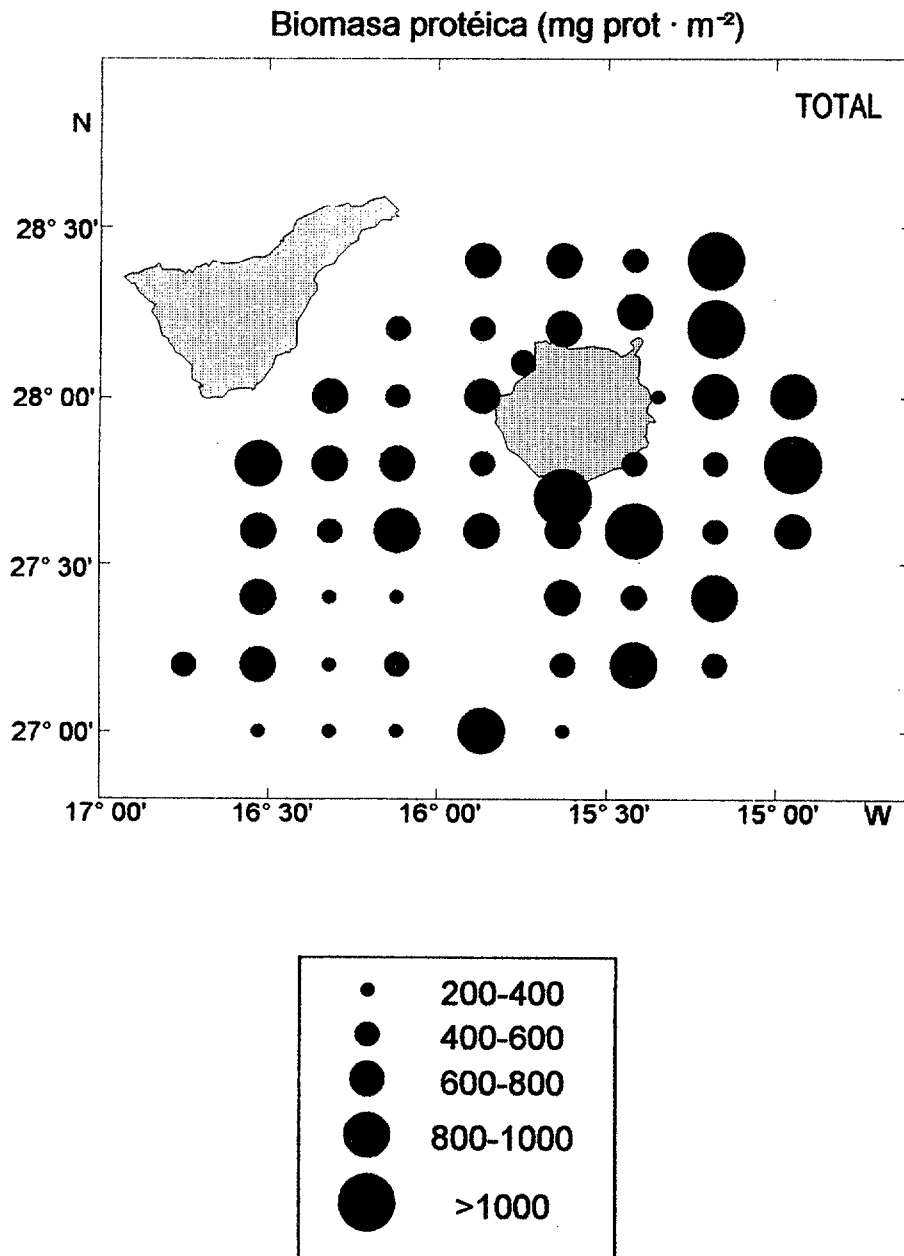 Biomasa protéica (mg prot · m⁻²)
TOTAL
N
28° 30'
28° 00'
27° 30'
27° 00'
17° 00' 16° 30' 16° 00' 15° 30' 15° 00' W
200-400
400-600
600-800
800-1000
>1000